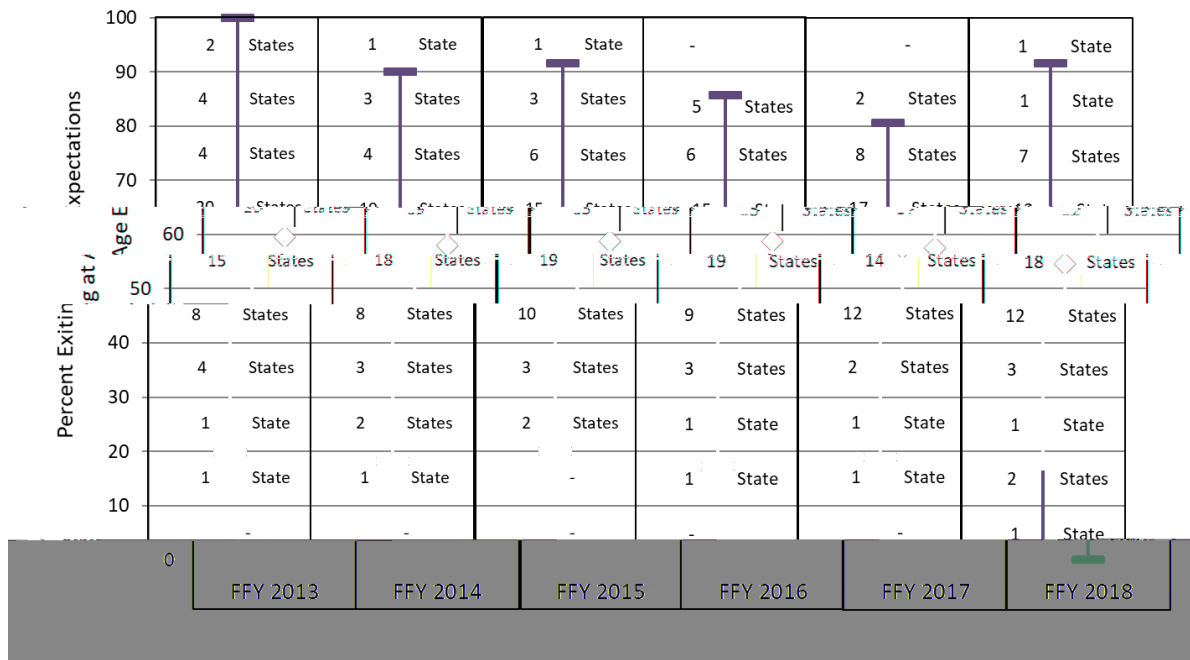 100
2 States 1 State 1 State - - 1 State
90
4 States 3 States 3 States 5 States 2 States 1 State
80
4 States 4 States 6 States 6 States 8 States 7 States
70
60
15 States 18 States 19 States 19 States 14 States 18 States
50
8 States 8 States 10 States 9 States 12 States 12 States
40
4 States 3 States 3 States 3 States 2 States 3 States
30
1 State 2 States 2 States 1 State 1 State 1 State
20
1 State 1 State - 1 State 1 State 2 States
10
- - - - - 1 State
0
FFY 2013 FFY 2014 FFY 2015 FFY 2016 FFY 2017 FFY 2018
Percent Exiti
g at
Age E
xpectations